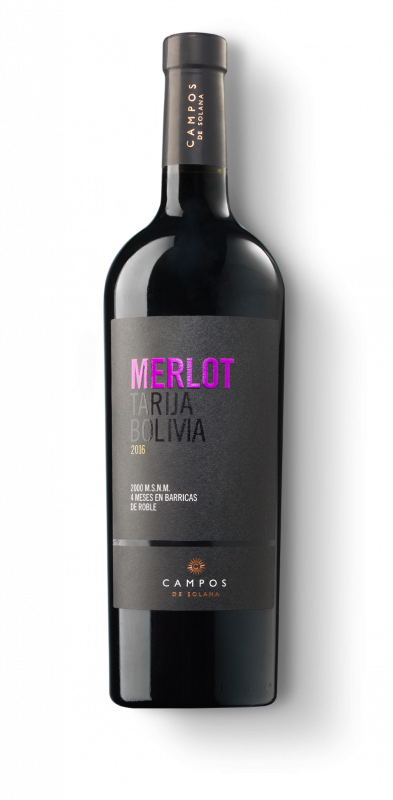 CAMPOS
DE SOLANA
MERLOT
TARIJA
BOLIVIA
2016
2000 M.S.N.M.
4 MESES EN BARRICAS
DE ROBLE
CAMPOS
DE SOLANA